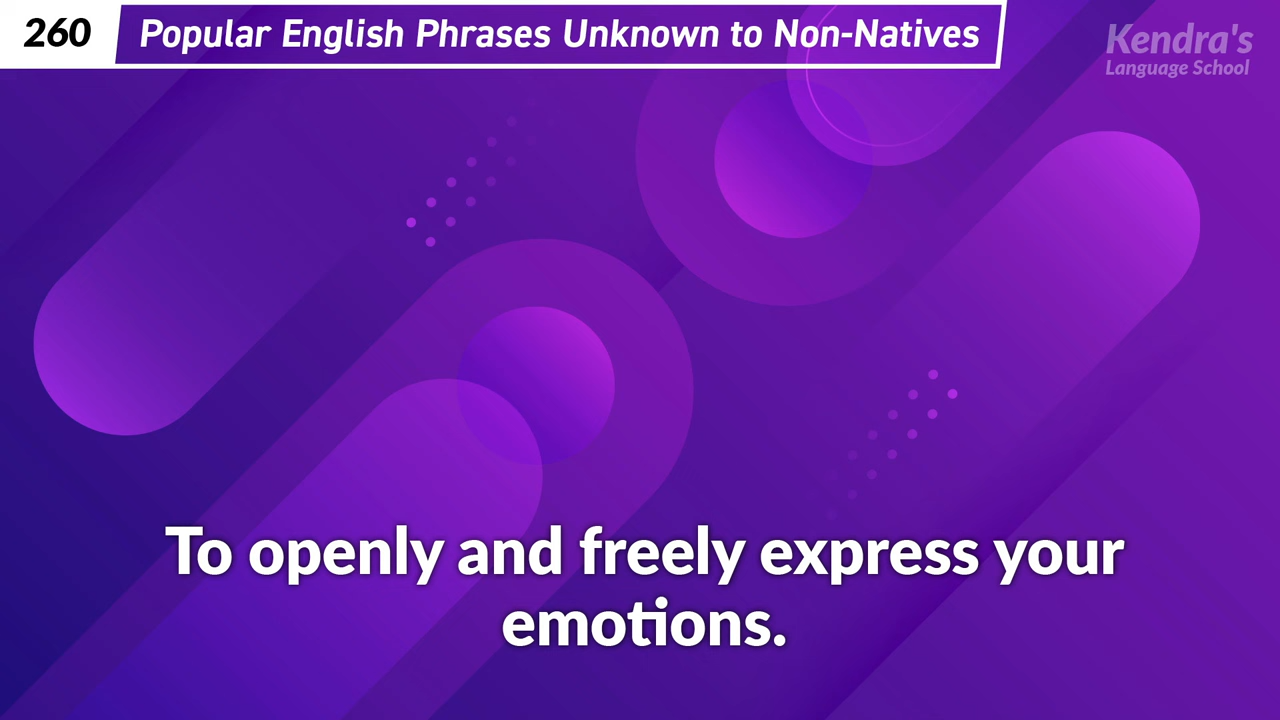 260 Popular English Phrases Unknown to Non-Natives
Kendra's
Language School
To openly and freely express your
emotions.